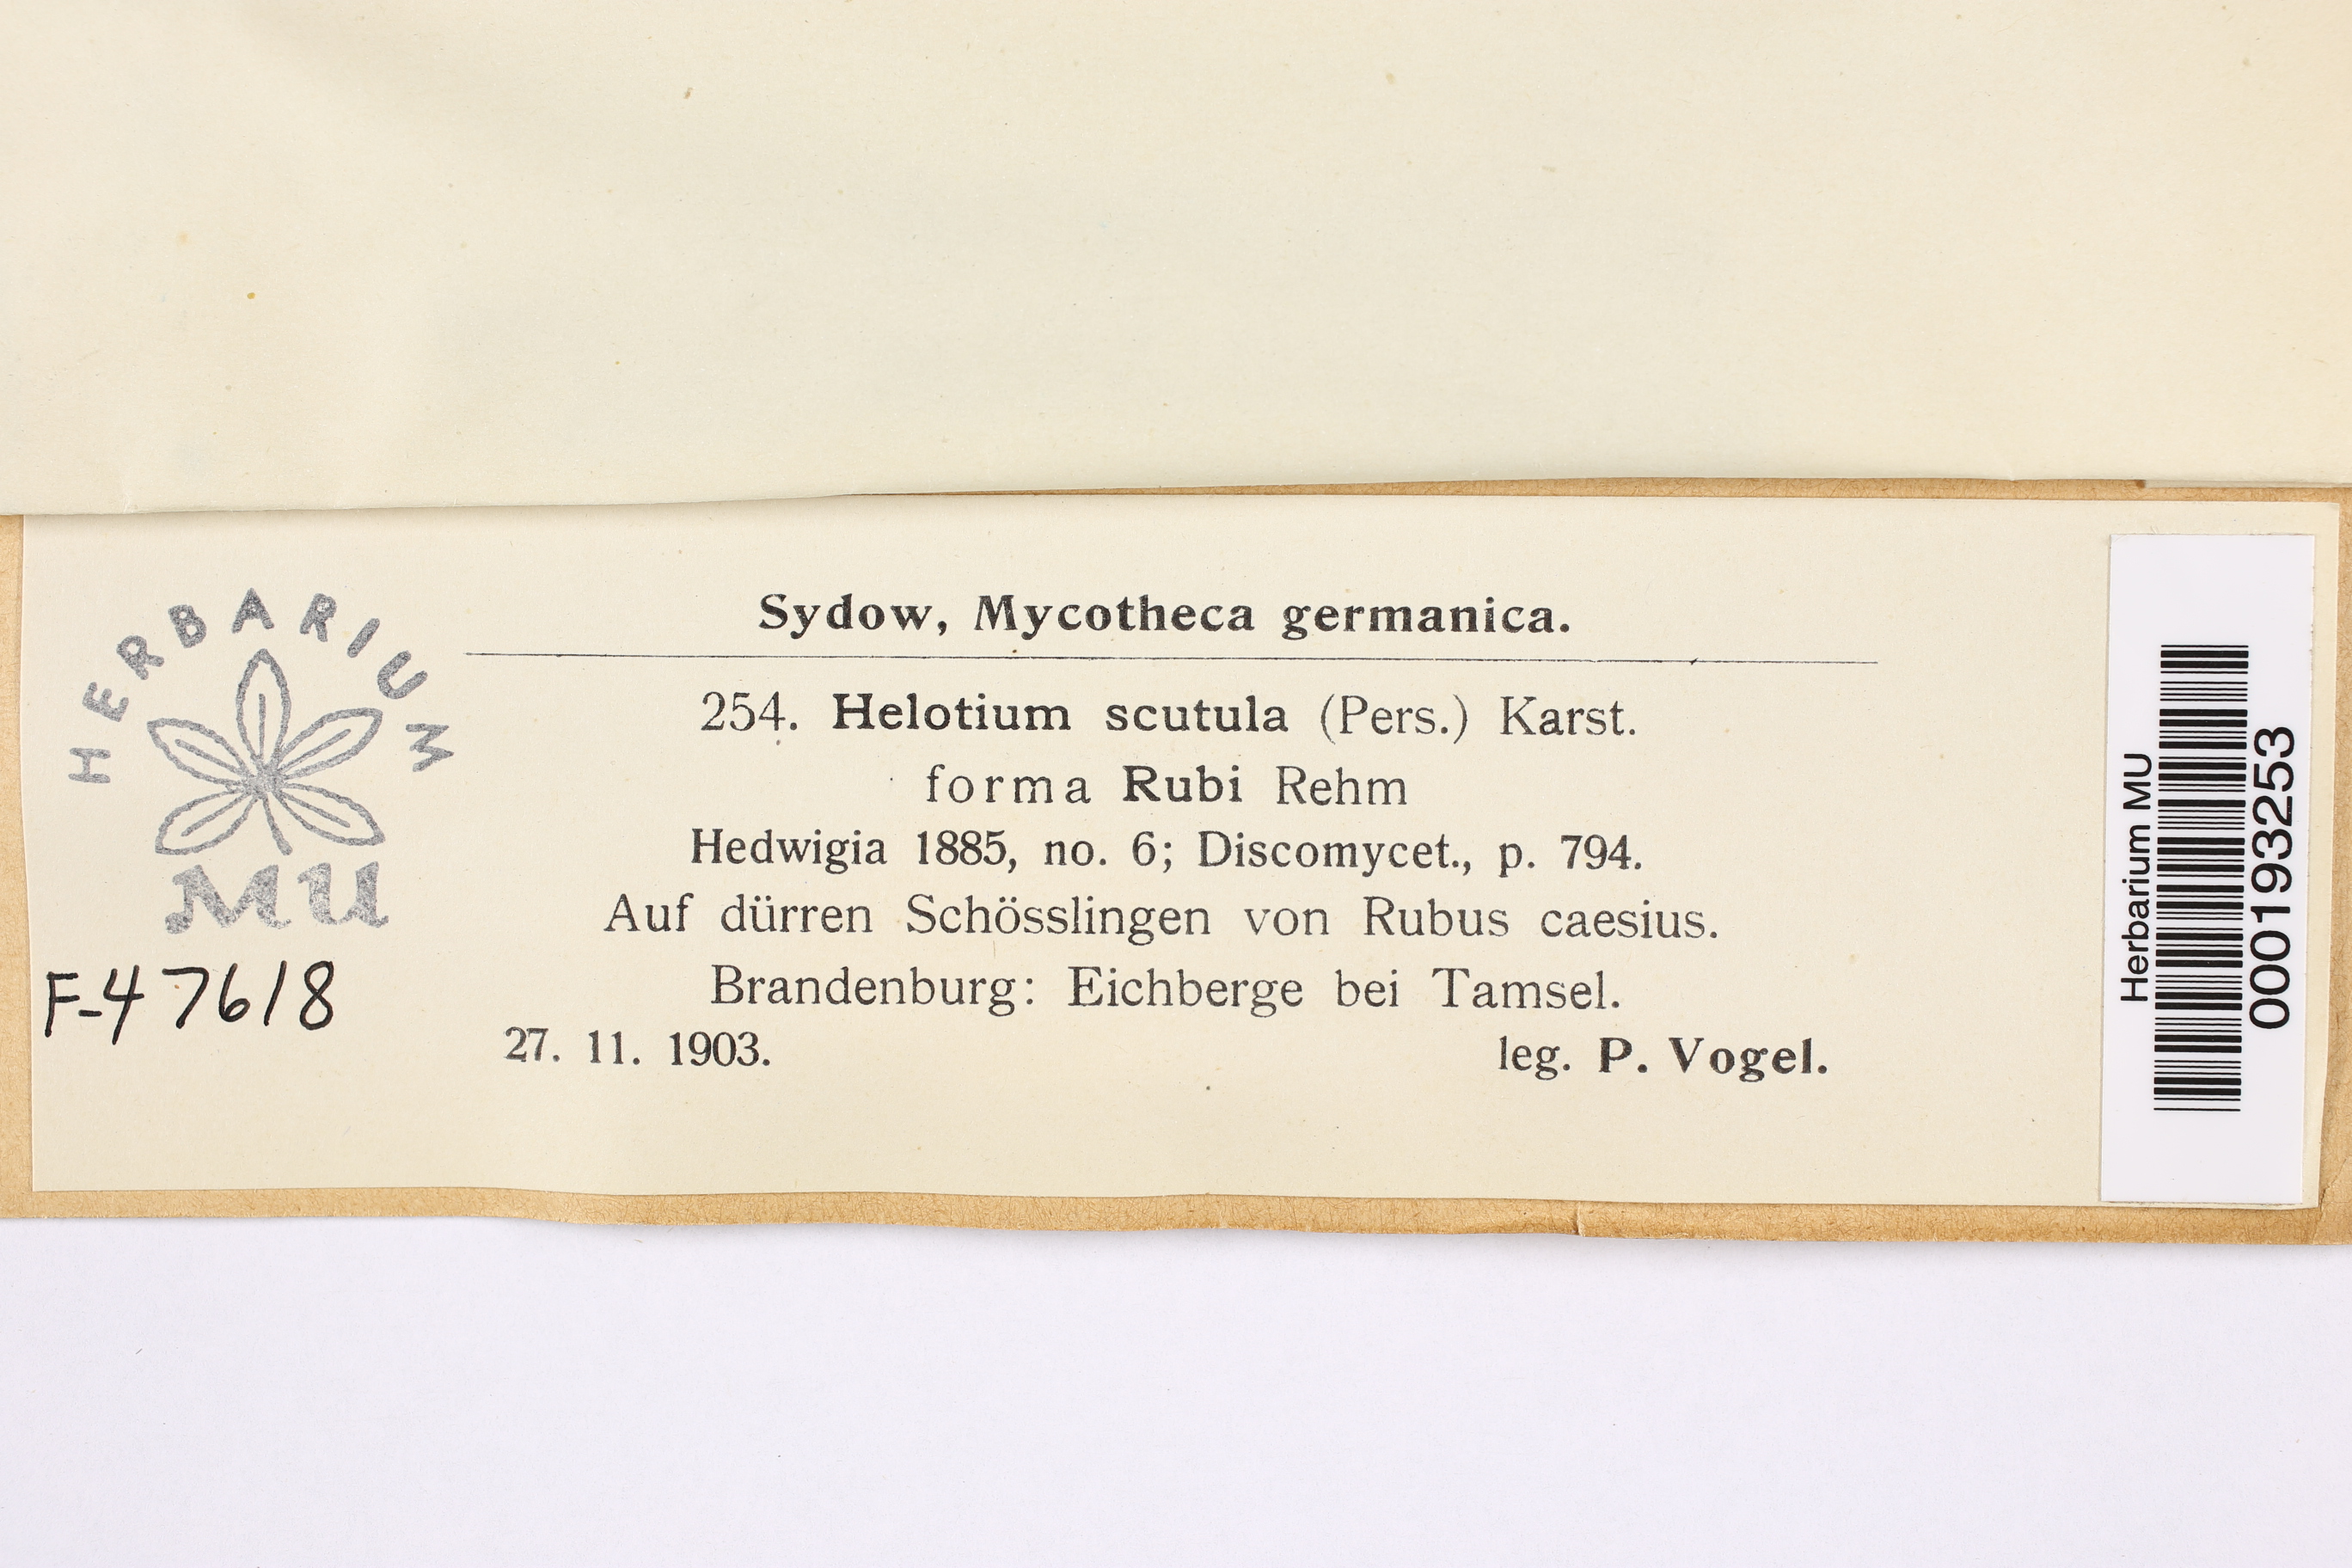 Sydow, Mycotheca germanica.
254. Helotium scutula (Pers.) Karst.
forma Rubi Rehm
Hedwigia 1885, no. 6; Discomycet., p. 794.
Auf dürren Schösslingen von Rubus caesius.
Brandenburg: Eichberge bei Tamsel.
27. 11. 1903. leg. P. Vogel.
HERBARIUM
MU
F-47618
Herbarium MU
000193253